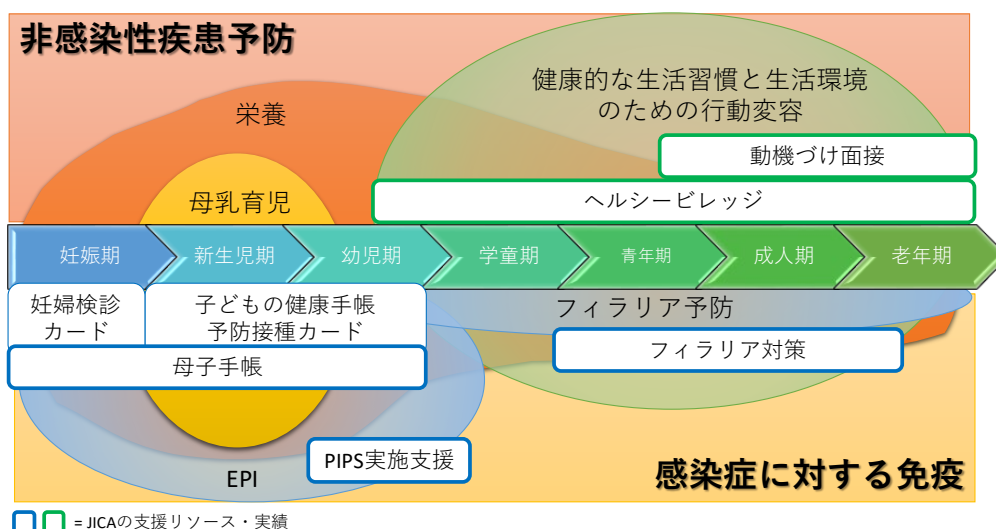 非感染性疾患予防
健康的な生活習慣と生活環境
のための行動変容
栄養
動機づけ面接
母乳育児
ヘルシービレッジ
妊娠期
新生児期
幼児期
学童期
青年期
成人期
老年期
妊婦検診
カード
子どもの健康手帳
予防接種カード
フィラリア予防
フィラリア対策
母子手帳
PIPS実施支援
EPI
感染症に対する免疫
= JICAの支援リソース・実績